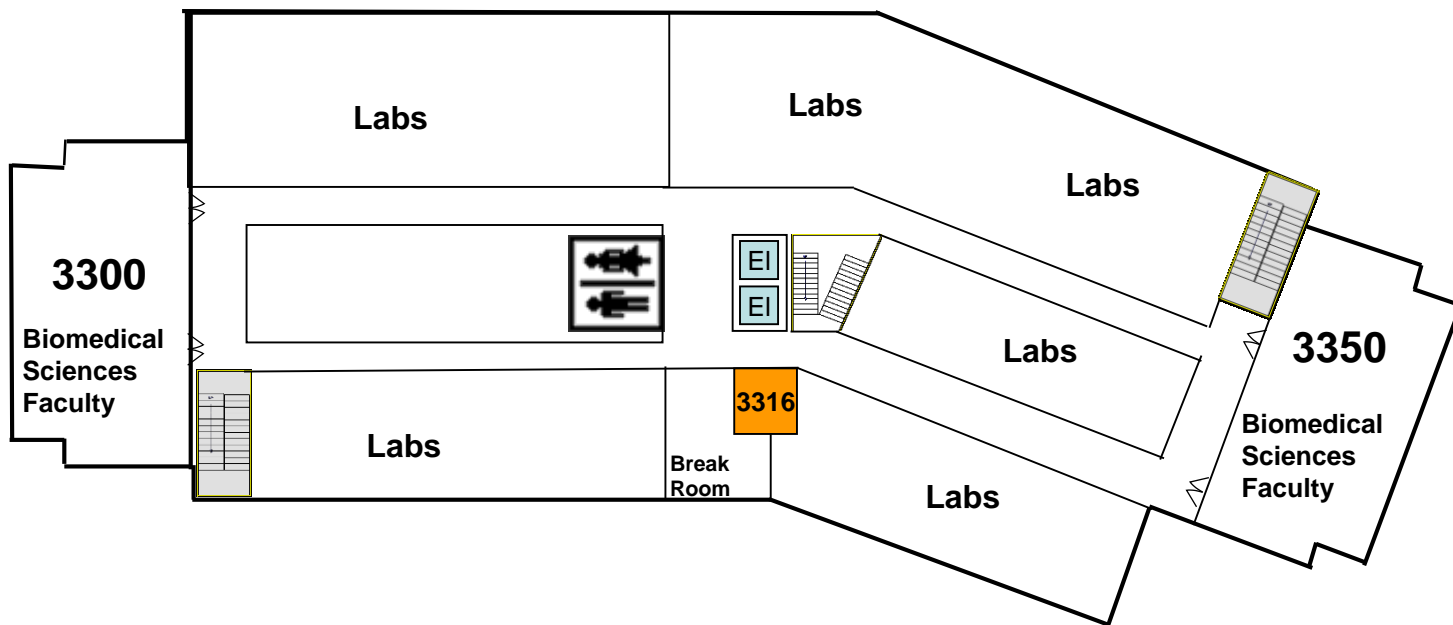 Labs
Labs
Labs
3300
Biomedical
Sciences
Faculty
El
El
Labs
3350
Biomedical
Sciences
Faculty
3316
Labs
Break
Room
Labs